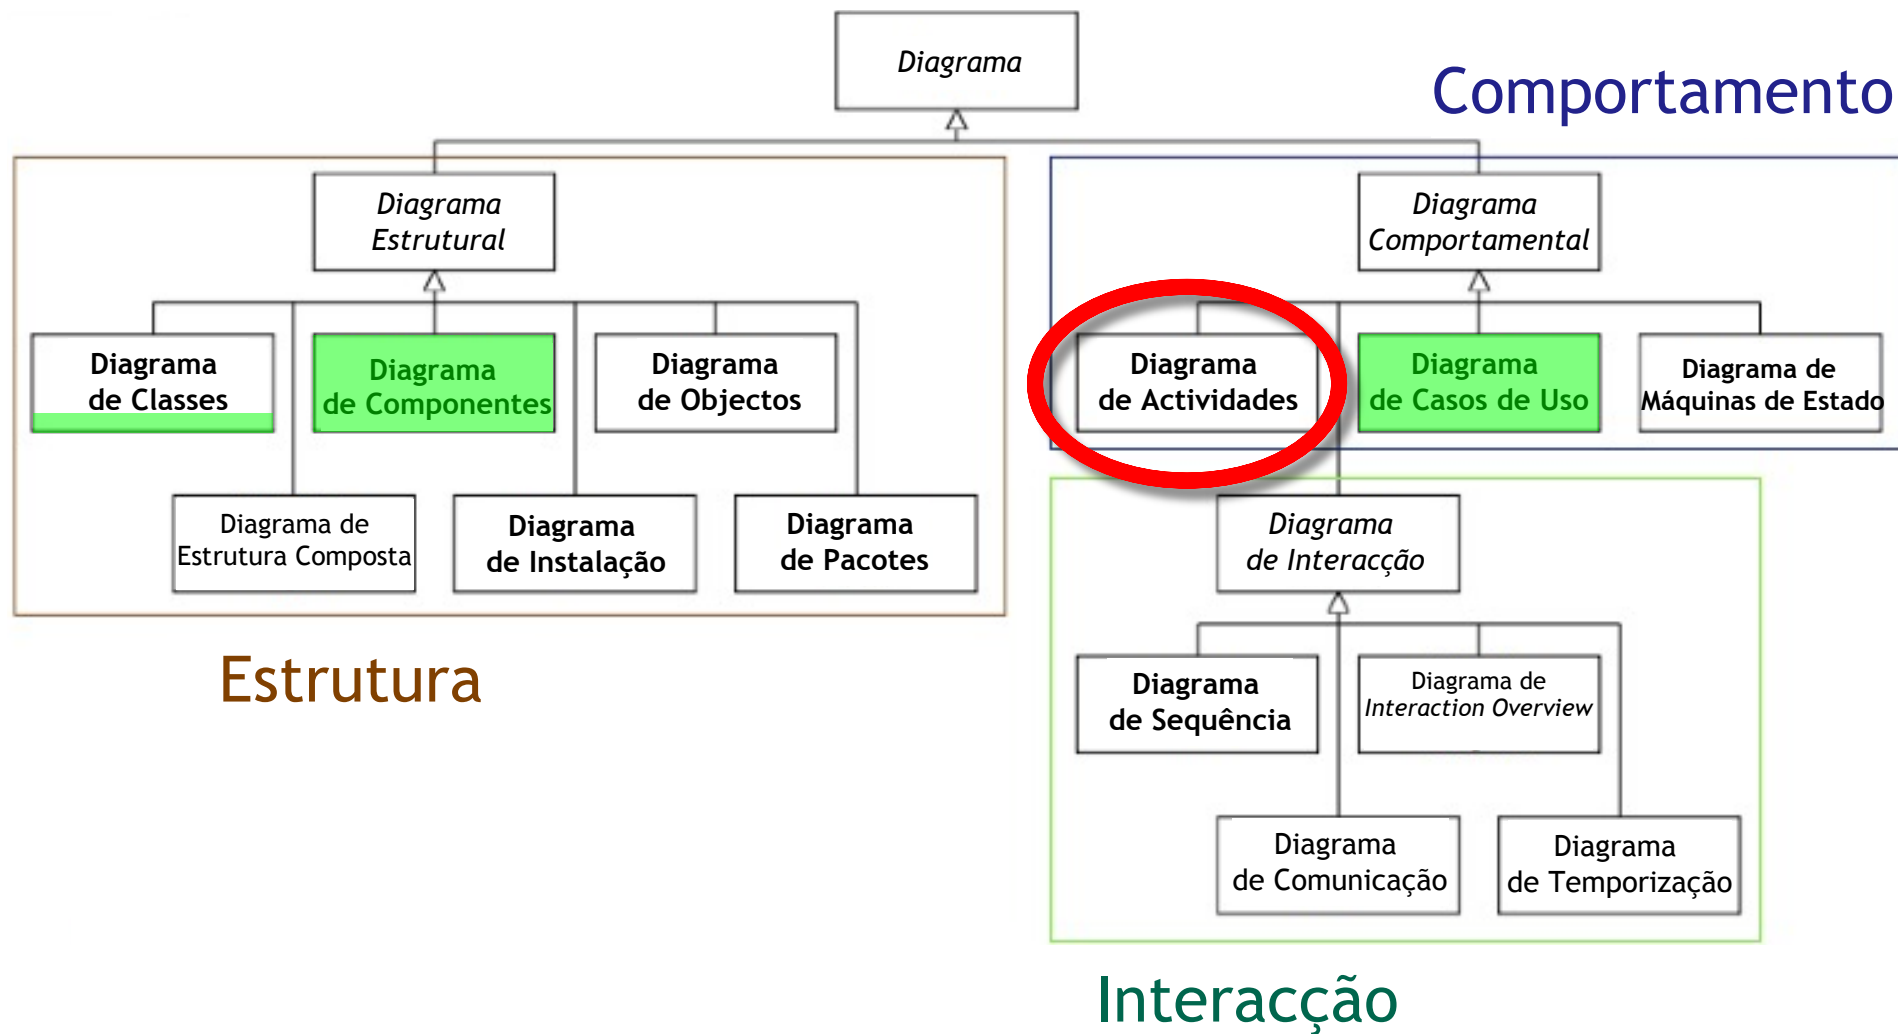 Diagrama
Comportamento
Diagrama
Estrutural
Diagrama
Comportamental
Diagrama
de Classes
Diagrama
de Componentes
Diagrama
de Objectos
Diagrama
de Actividades
Diagrama
de Casos de Uso
Diagrama de
Máquinas de Estado
Diagrama de
Estrutura Composta
Diagrama
de Instalação
Diagrama
de Pacotes
Diagrama
de Interacção
Estrutura
Diagrama
de Sequência
Diagrama de
Interaction Overview
Diagrama
de Comunicação
Diagrama
de Temporização
Interacção